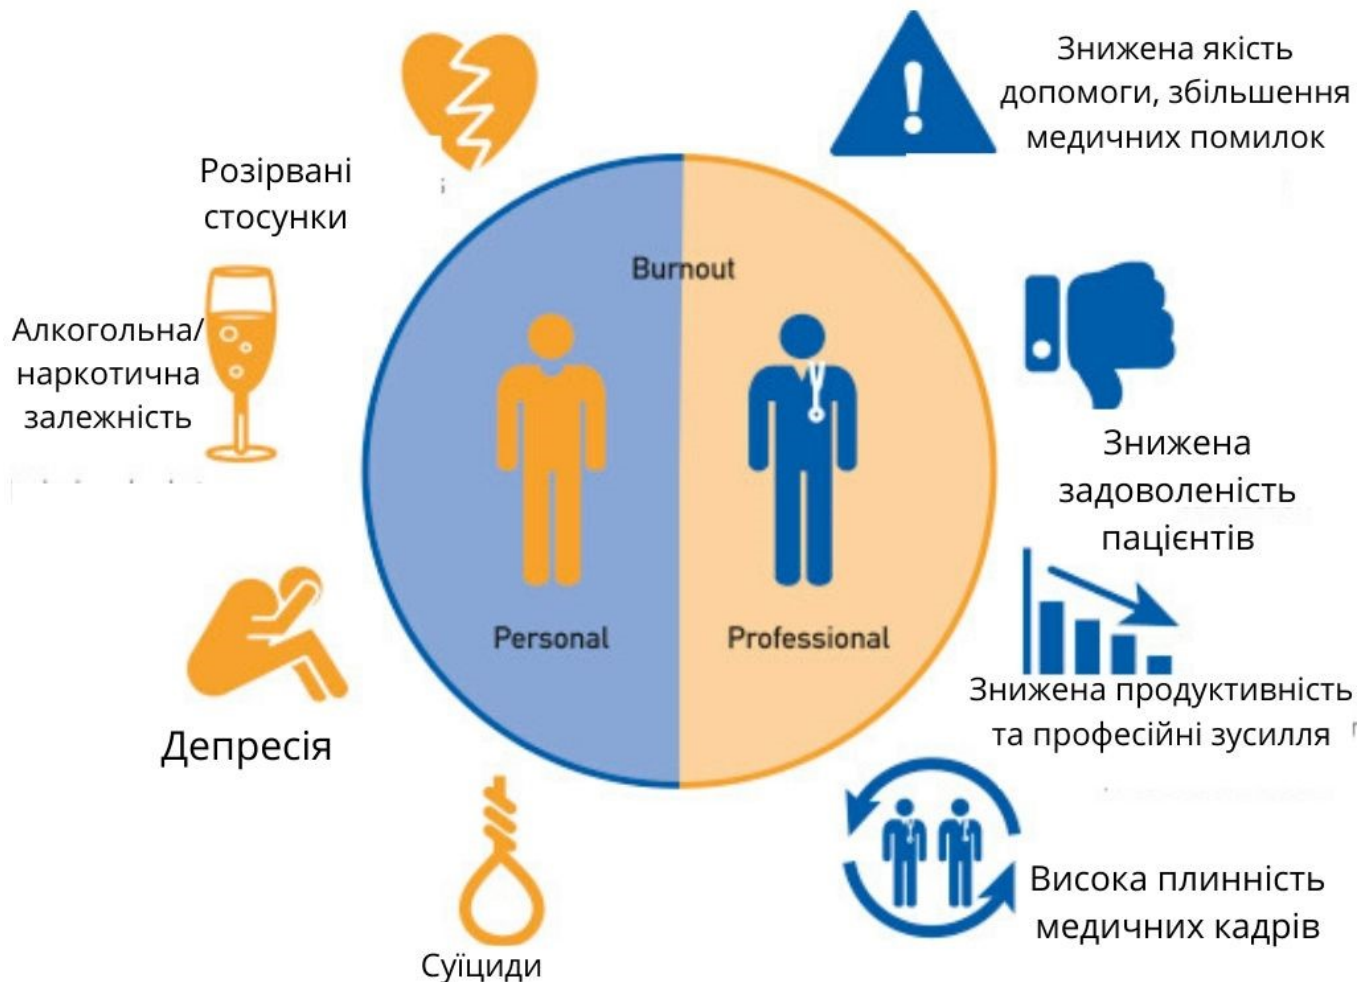 Знижена якість
допомоги, збільшення
медичних помилок
Розірвані
стосунки
Burnout
Алкогольна/
наркотична
залежність
Знижена
задоволеність
пацієнтів
Personal
Professional
Знижена продуктивність
та професійні зусилля
Депресія
Висока плинність
медичних кадрів
Суїциди